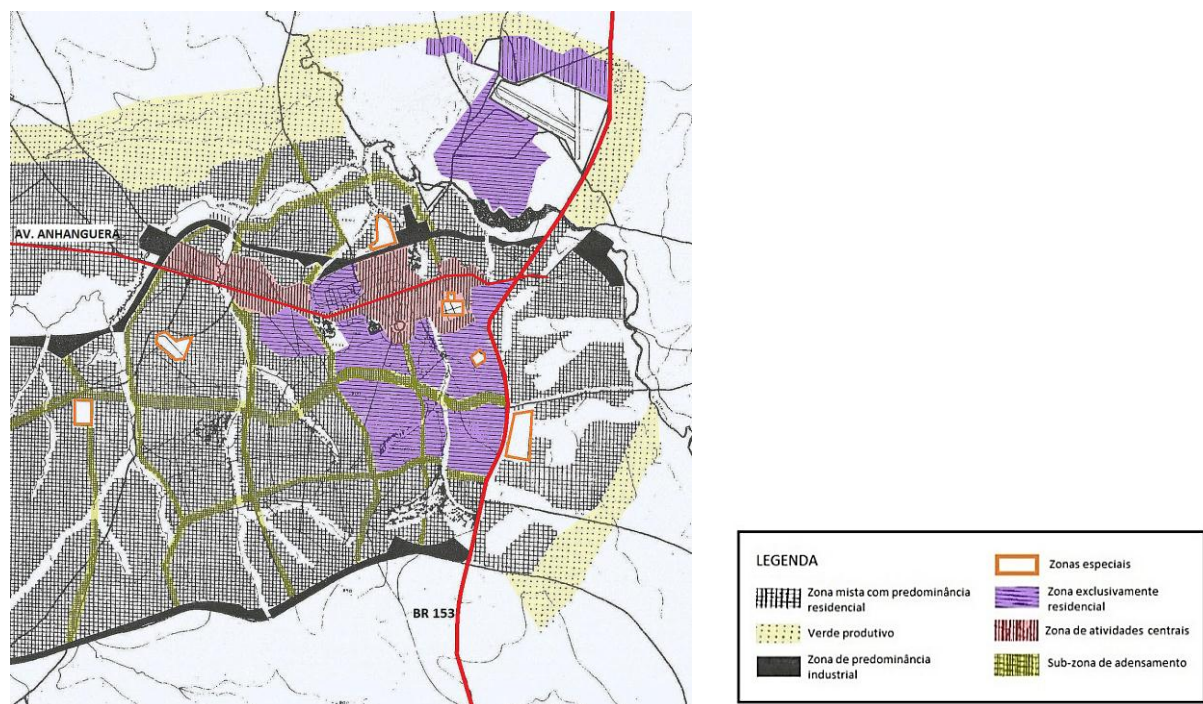 AV. ANHANGUERA
BR 153
LEGENDA
Zona mista com predominância
residencial
Verde produtivo
Zona de predominância
industrial
Zonas especiais
Zona exclusivamente
residencial
Zona de atividades centrais
Sub-zona de adensamento